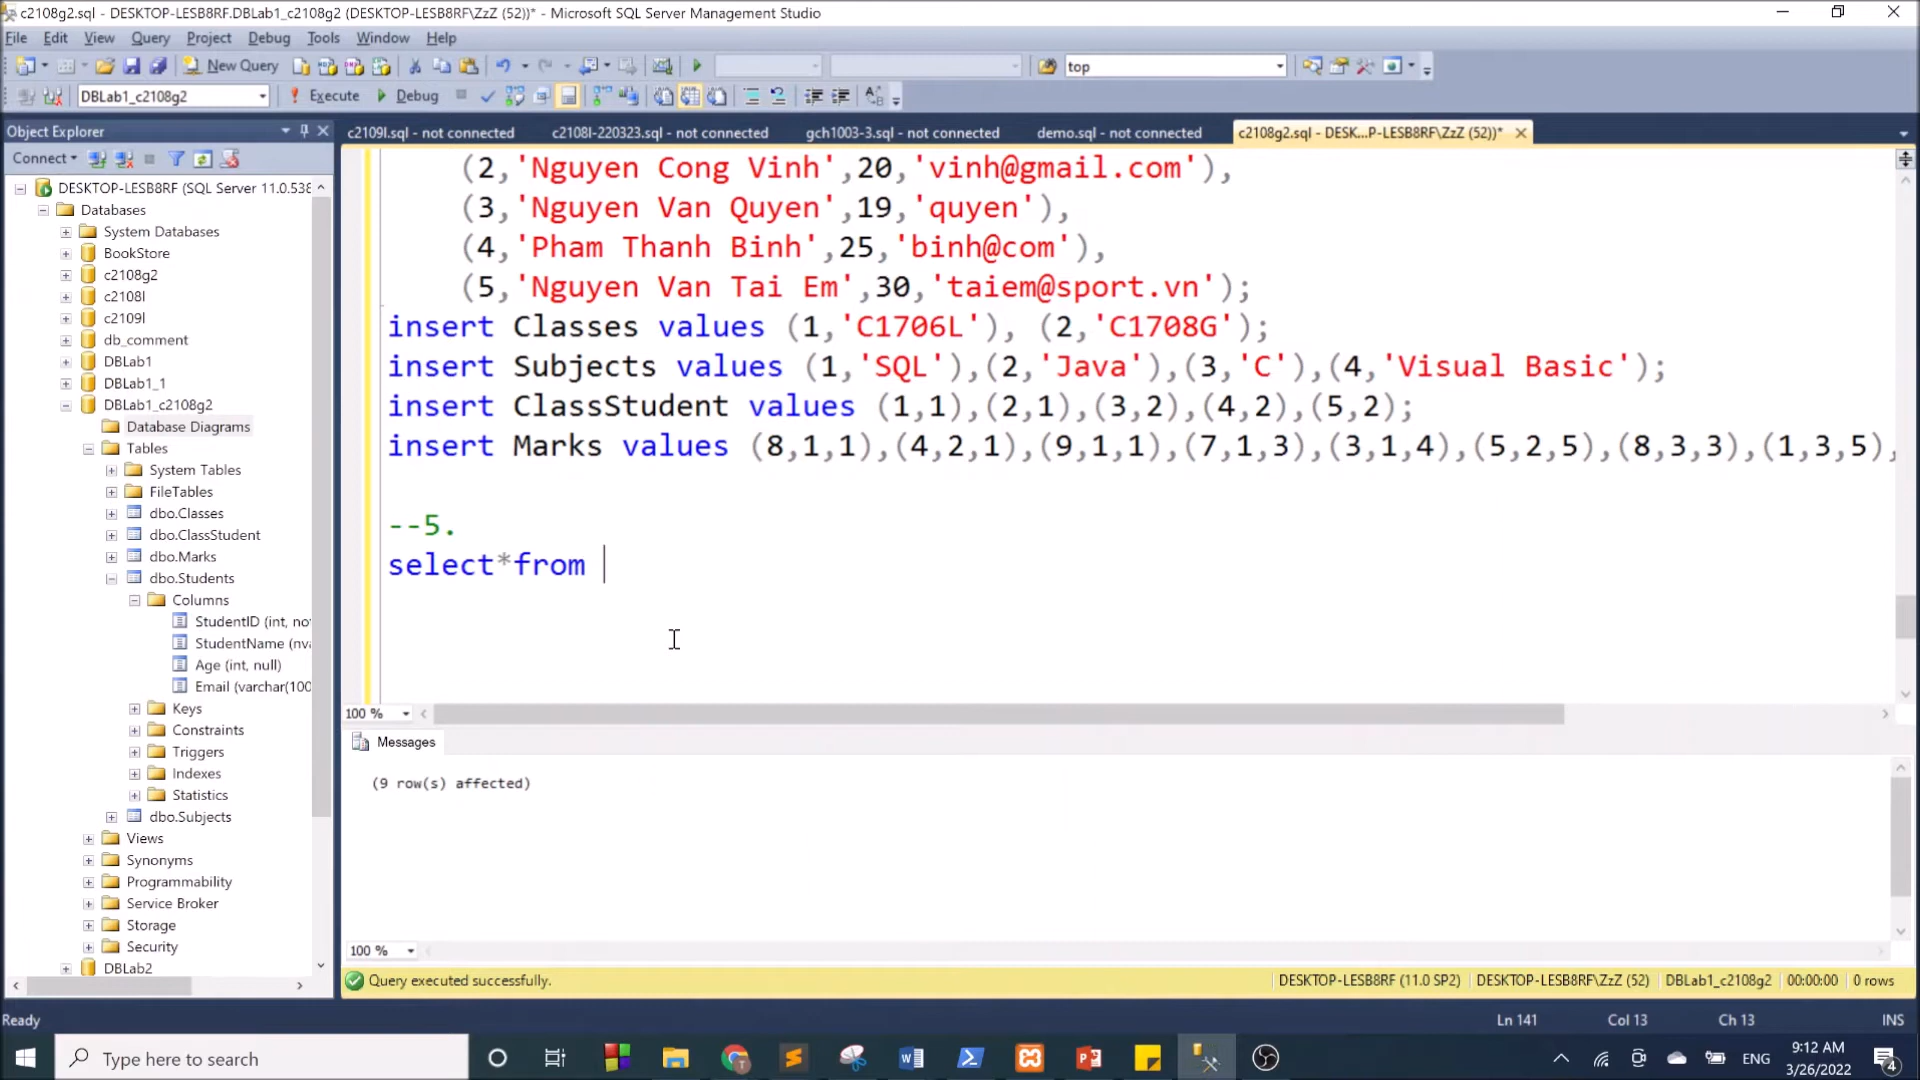 c2108g2.sql - DESKTOP-LESB8RF.DBLab1_c2108g2 (DESKTOP-LESB8RF\ZzZ (52))* - Microsoft SQL Server Management Studio
File Edit View Query Project Debug Tools Window Help
New Query top
DBLab1_c2108g2 Execute Debug
Object Explorer
Connect
DESKTOP-LESB8RF (SQL Server 11.0.538
Databases
System Databases
BookStore
c2108g2
c2108l
c2109l
db_comment
DBLab1
DBLab1_1
DBLab1_c2108g2
Database Diagrams
Tables
System Tables
FileTables
dbo.Classes
dbo.ClassStudent
dbo.Marks
dbo.Students
Columns
StudentID (int, no
StudentName (nva
Age (int, null)
Email (varchar(100
Keys
Constraints
Triggers
Indexes
Statistics
dbo.Subjects
Views
Synonyms
Programmability
Service Broker
Storage
Security
DBLab2
c2109l.sql - not connected c2108l-220323.sql - not connected gch1003-3.sql - not connected demo.sql - not connected c2108g2.sql - DESK...P-LESB8RF\ZzZ (52))*
(2,'Nguyen Cong Vinh',20,'vinh@gmail.com'),
(3,'Nguyen Van Quyen',19,'quyen'),
(4,'Pham Thanh Binh',25,'binh@com'),
(5,'Nguyen Van Tai Em',30,'taiem@sport.vn');
insert Classes values (1,'C1706L'), (2,'C1708G');
insert Subjects values (1,'SQL'),(2,'Java'),(3,'C'),(4,'Visual Basic');
insert ClassStudent values (1,1),(2,1),(3,2),(4,2),(5,2);
insert Marks values (8,1,1),(4,2,1),(9,1,1),(7,1,3),(3,1,4),(5,2,5),(8,3,3),(1,3,5),
--5.
select*from
100 %
Messages
(9 row(s) affected)
100 %
Query executed successfully. DESKTOP-LESB8RF (11.0 SP2) DESKTOP-LESB8RF\ZzZ (52) DBLab1_c2108g2 00:00:00 0 rows
Ready Ln 141 Col 13 Ch 13 INS
Type here to search ENG 9:12 AM
3/26/2022 4